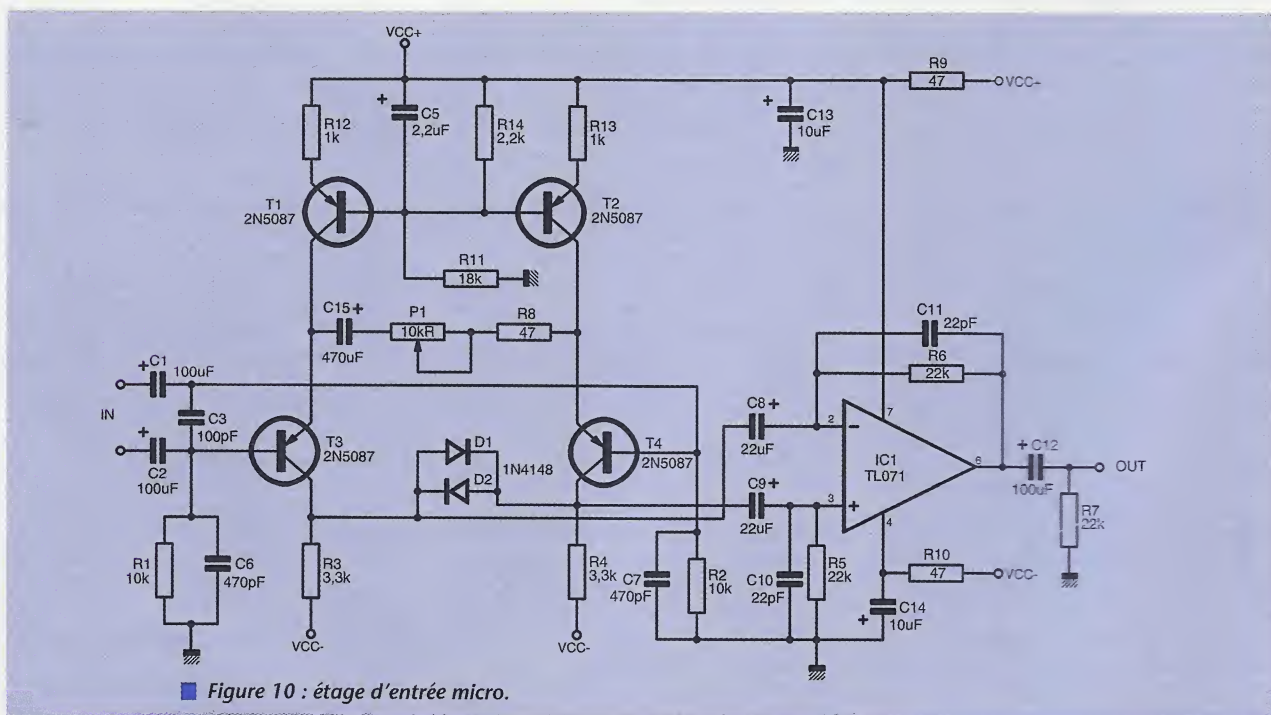 VCC+
R12
1k
C5
2,2uF
R14
2,2k
R13
1k
C13
10uF
R9
47
VCC+
T1
2N5087
T2
2N5087
R11
18k
C15+
470uF
P1
10kR
R8
47
C11
22pF
R6
22k
C1
100uF
IN
C3
100pF
C2
100uF
T3
2N5087
D1
1N4148
D2
T4
2N5087
C8
22uF
C9
22uF
2
7
IC1
TL071
6
3
4
C12
100uF
OUT
R7
22k
R1
10k
C6
470pF
R3
3,3k
R4
3,3k
C7
470pF
R2
10k
C10
22pF
R5
22k
R10
47
VCC-
C14
10uF
VCC-
VCC-
Figure 10 : étage d'entrée micro.